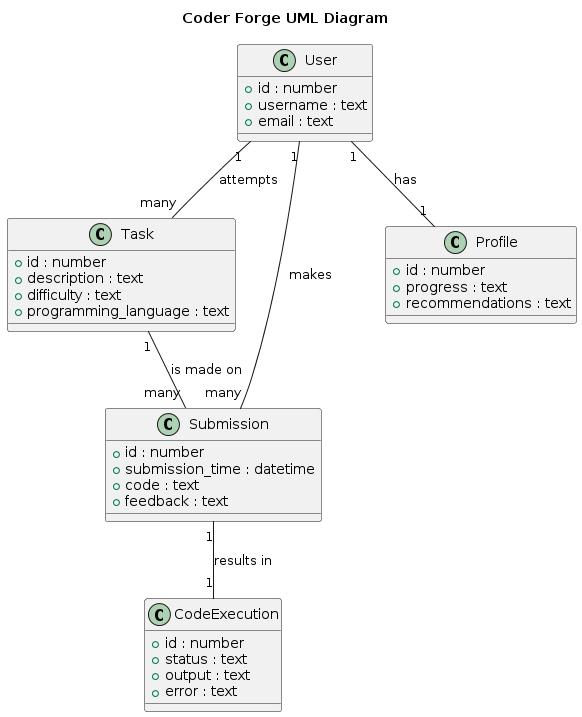 Coder Forge UML Diagram
C User
id : number
username : text
email : text
1 1 1
attempts
has
many
1
C Task
id : number
description : text
difficulty : text
programming_language : text
C Profile
id : number
progress : text
recommendations : text
makes
1
is made on
many many
C Submission
id : number
submission_time : datetime
code : text
feedback : text
1
results in
1
C CodeExecution
id : number
status : text
output : text
error : text